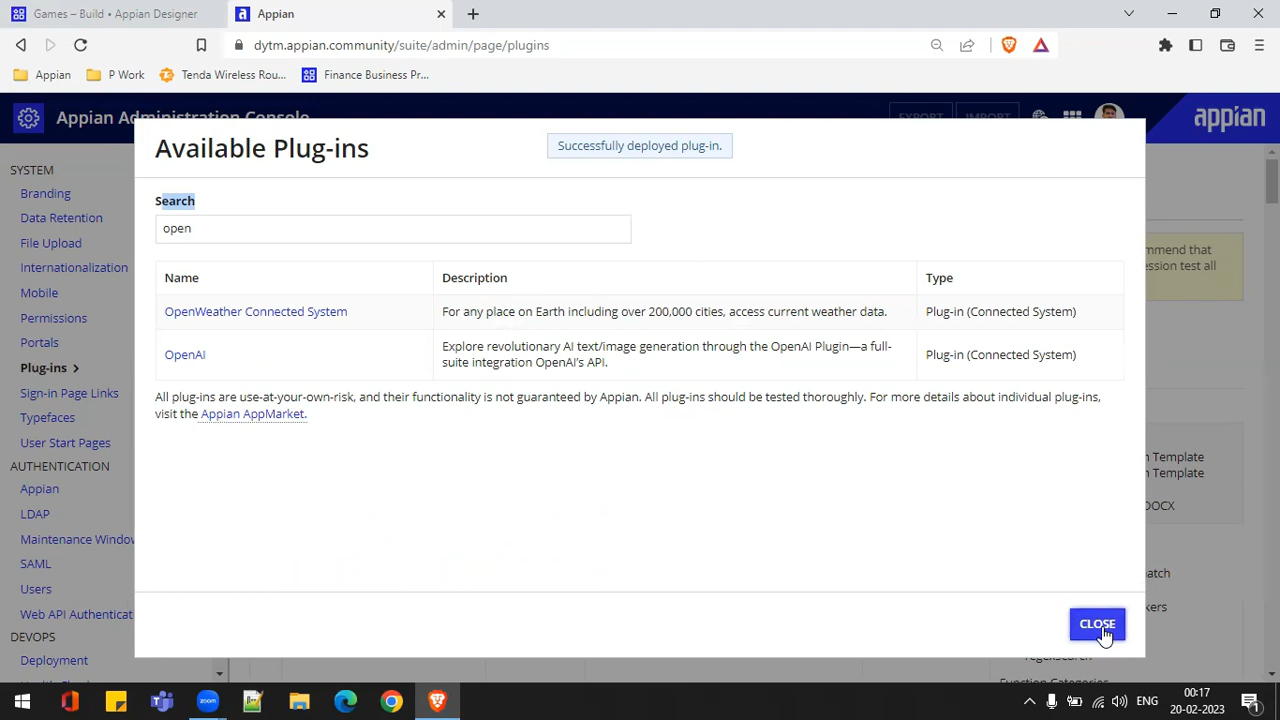 Games – Build • Appian Designer
Appian
dytm.appian.community/suite/admin/page/plugins
Appian
P Work
Tenda Wireless Rou...
Finance Business Pr...
Appian Administration Console
EXPORT
IMPORT
appian
SYSTEM
Branding
Data Retention
File Upload
Internationalization
Mobile
Permissions
Portals
Plug-ins
Sign-in Page Links
Typefaces
User Start Pages
AUTHENTICATION
Appian
LDAP
Maintenance Window
SAML
Users
Web API Authenticat
DEVOPS
Deployment
Available Plug-ins
Successfully deployed plug-in.
Search
open
Name Description Type
OpenWeather Connected System For any place on Earth including over 200,000 cities, access current weather data. Plug-in (Connected System)
OpenAI Explore revolutionary AI text/image generation through the OpenAI Plugin—a full-
suite integration OpenAI's API. Plug-in (Connected System)
All plug-ins are use-at-your-own-risk, and their functionality is not guaranteed by Appian. All plug-ins should be tested thoroughly. For more details about individual plug-ins,
visit the Appian AppMarket.
CLOSE
mmend that
ession test all
n Template
n Template
OCX
atch
kers
Function Categories
zoom
ENG
00:17
20-02-2023
1